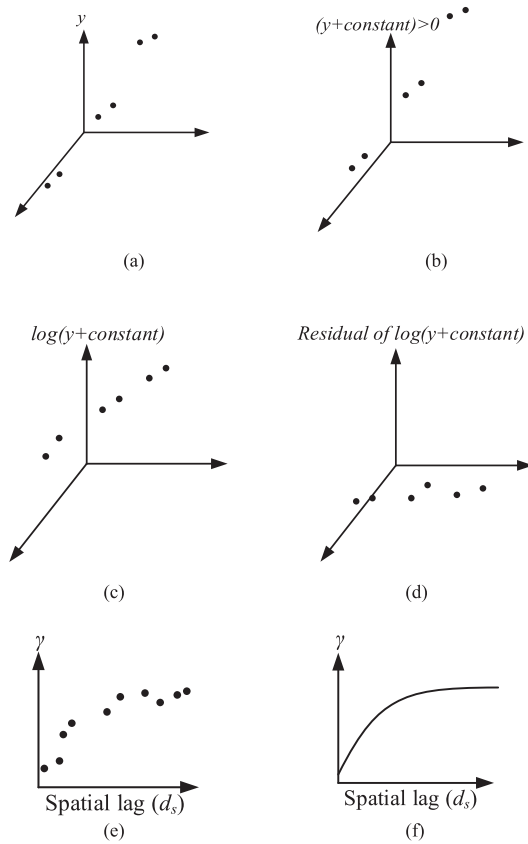 y
(y+constant)>0
(a)
(b)
log(y+constant)
Residual of log(y+constant)
(c)
(d)
γ
γ
Spatial lag (dₛ)
Spatial lag (dₛ)
(e)
(f)